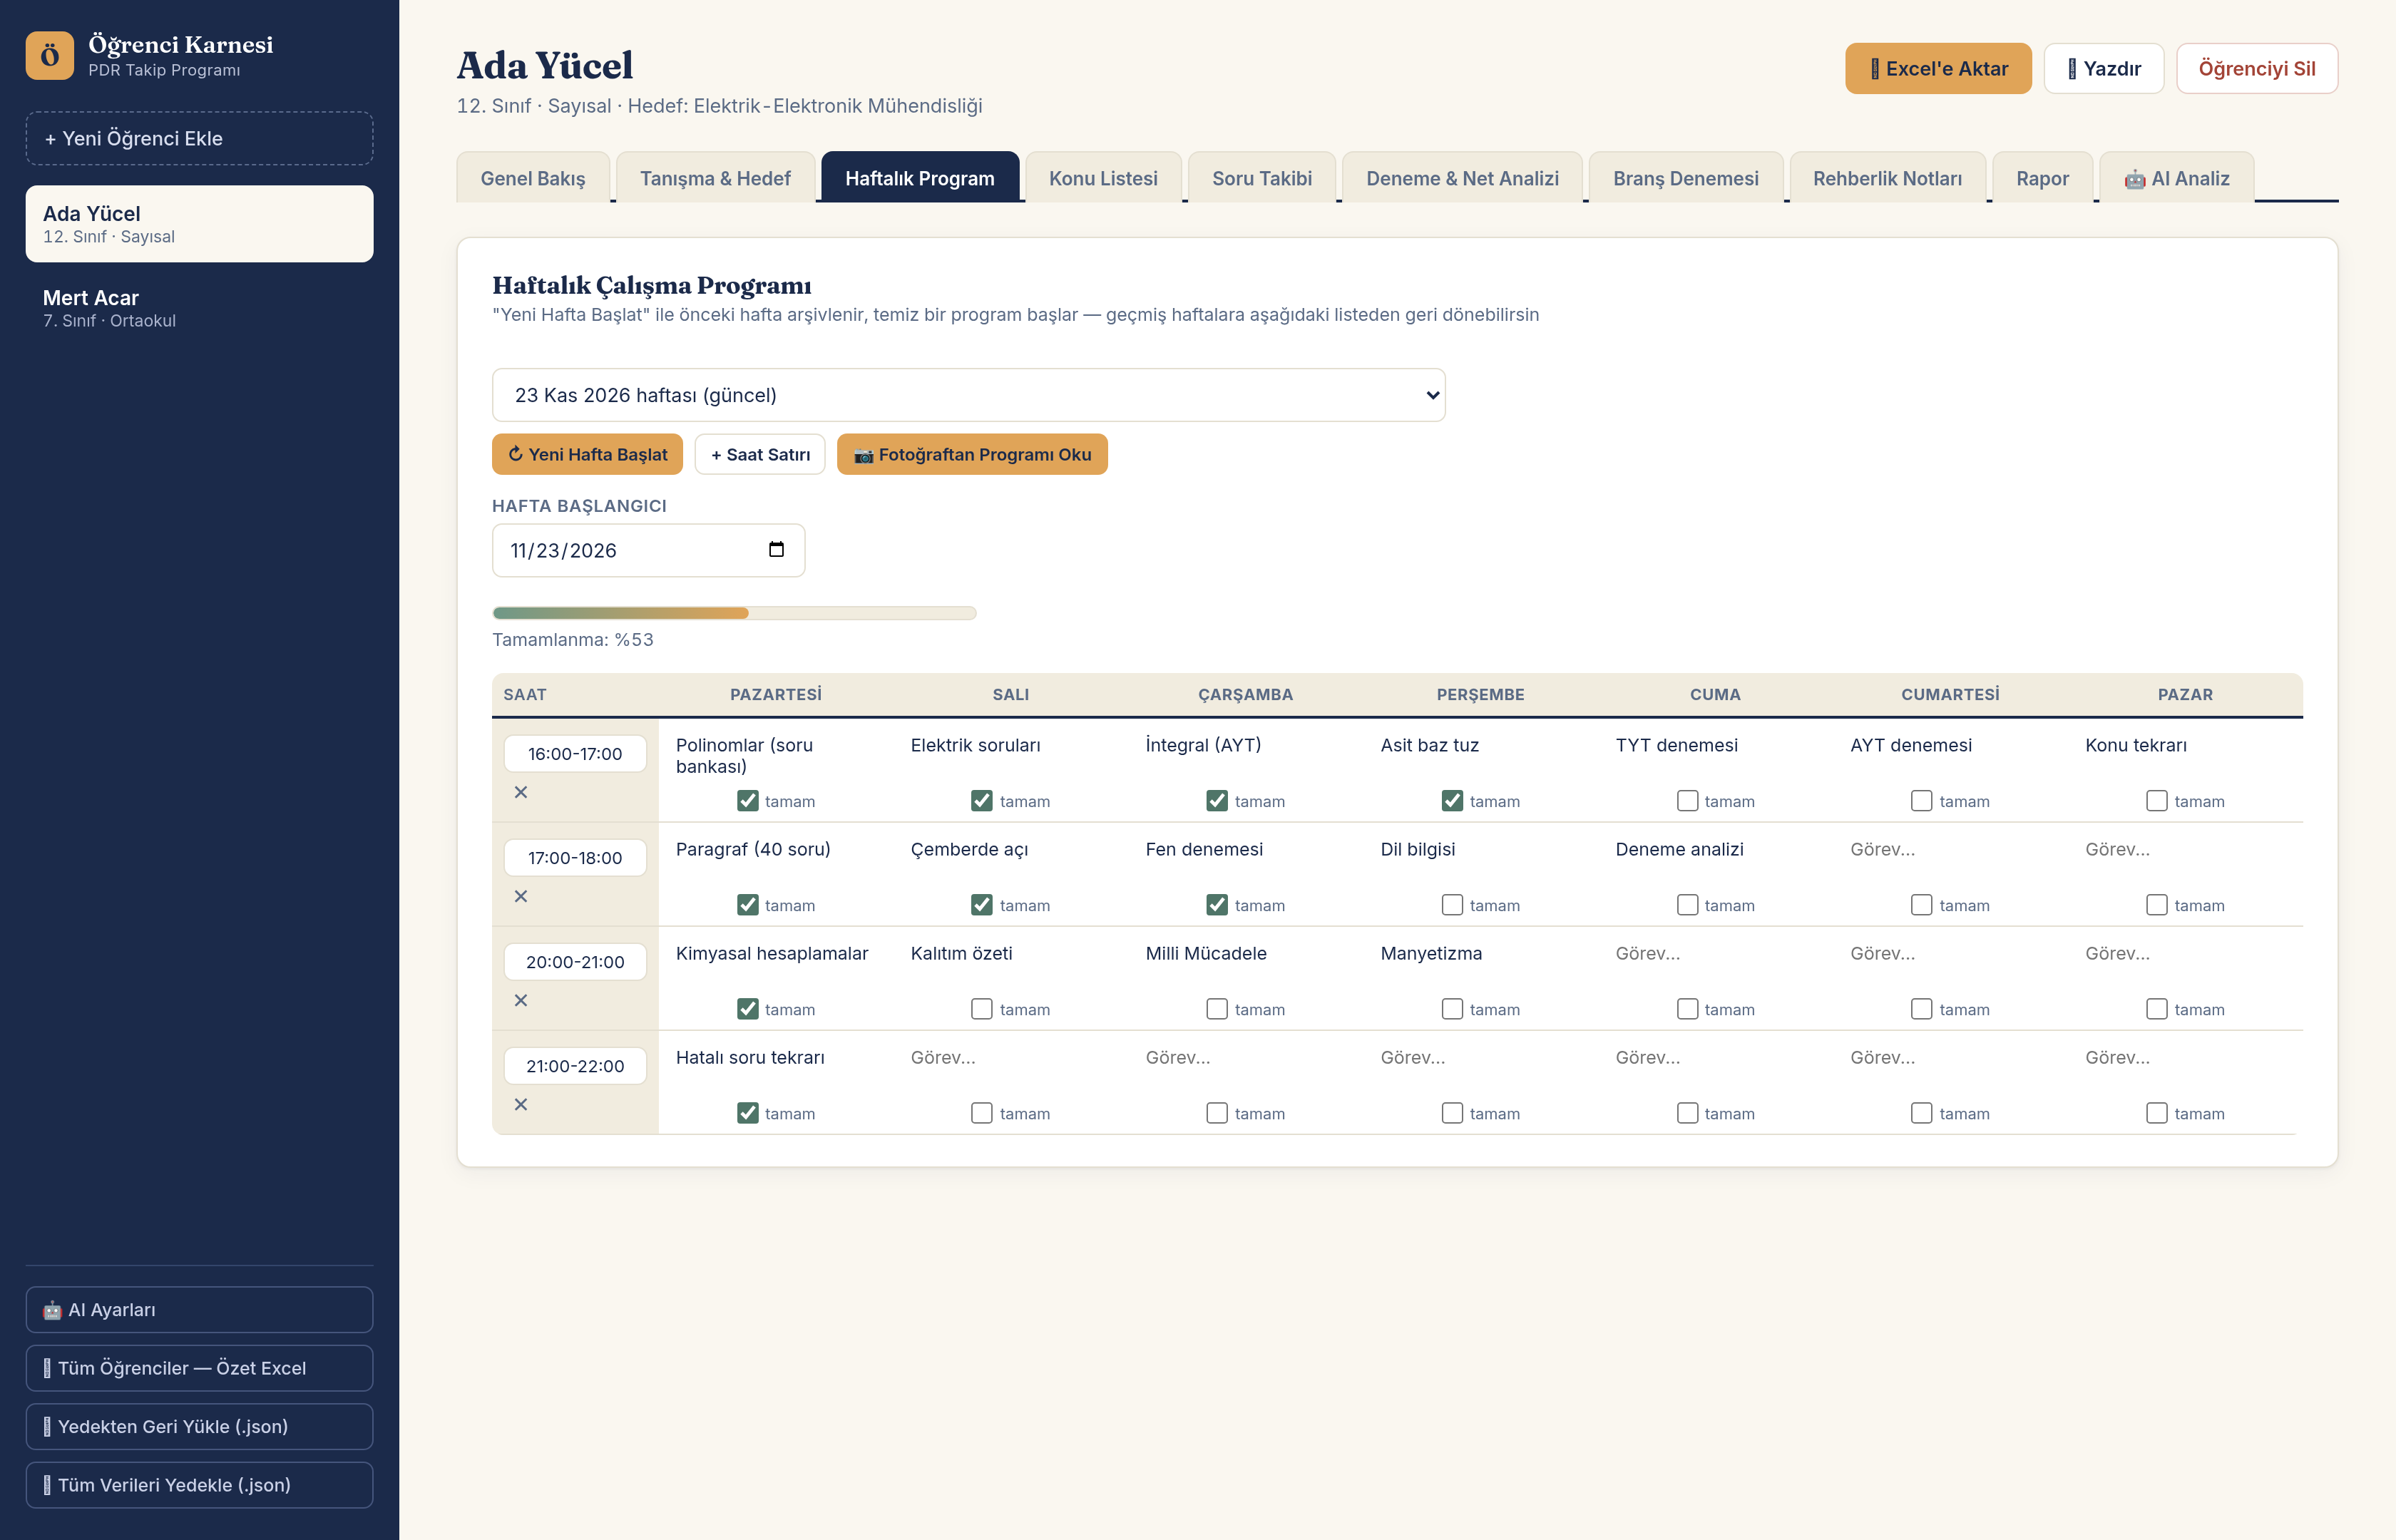 Ö
Öğrenci Karnesi
PDR Takip Programı
+ Yeni Öğrenci Ekle
Ada Yücel
12. Sınıf · Sayısal
Mert Acar
7. Sınıf · Ortaokul
AI Ayarları
Tüm Öğrenciler — Özet Excel
Yedekten Geri Yükle (.json)
Tüm Verileri Yedekle (.json)
Ada Yücel
12. Sınıf · Sayısal · Hedef: Elektrik-Elektronik Mühendisliği
Excel'e Aktar
Yazdır
Öğrenciyi Sil
Genel Bakış
Tanışma & Hedef
Haftalık Program
Konu Listesi
Soru Takibi
Deneme & Net Analizi
Branş Denemesi
Rehberlik Notları
Rapor
AI Analiz
Haftalık Çalışma Programı
"Yeni Hafta Başlat" ile önceki hafta arşivlenir, temiz bir program başlar — geçmiş haftalara aşağıdaki listeden geri dönebilirsin
23 Kas 2026 haftası (güncel)
↻ Yeni Hafta Başlat
+ Saat Satırı
Fotoğraftan Programı Oku
HAFTA BAŞLANGICI
11/23/2026
Tamamlanma: %53
SAAT PAZARTESİ SALI ÇARŞAMBA PERŞEMBE CUMA CUMARTESİ PAZAR
16:00-17:00 Polinomlar (soru Elektrik soruları İntegral (AYT) Asit baz tuz TYT denemesi AYT denemesi Konu tekrarı
bankası)
✕ tamam tamam tamam tamam tamam tamam tamam
17:00-18:00 Paragraf (40 soru) Çemberde açı Fen denemesi Dil bilgisi Deneme analizi Görev... Görev...
✕ tamam tamam tamam tamam tamam tamam tamam
20:00-21:00 Kimyasal hesaplamalar Kalıtım özeti Milli Mücadele Manyetizma Görev... Görev... Görev...
✕ tamam tamam tamam tamam tamam tamam tamam
21:00-22:00 Hatalı soru tekrarı Görev... Görev... Görev... Görev... Görev... Görev...
✕ tamam tamam tamam tamam tamam tamam tamam